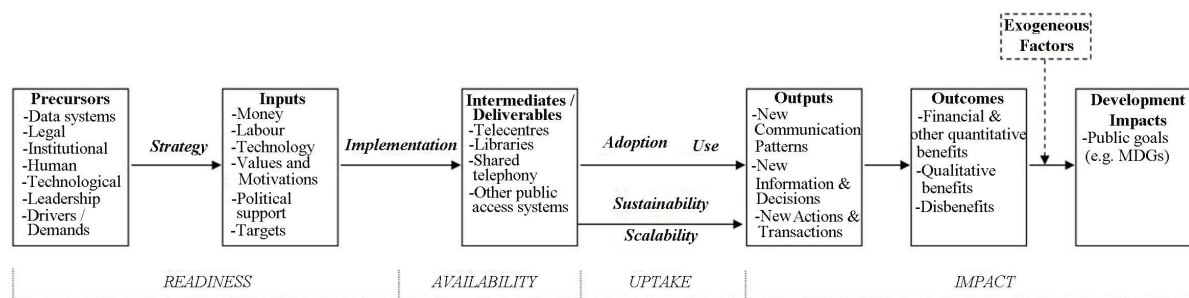 Exogeneous
Factors
Precursors
-Data systems
-Legal
-Institutional
-Human
-Technological
-Leadership
-Drivers /
Demands
Strategy
Inputs
-Money
-Labour
-Technology
-Values and
Motivations
-Political
support
-Targets
Implementation
Intermediates /
Deliverables
-Telecentres
-Libraries
-Shared
telephony
-Other public
access systems
Adoption
Use
Sustainability
Scalability
Outputs
-New
Communication
Patterns
-New
Information &
Decisions
-New Actions &
Transactions
Outcomes
-Financial &
other quantitative
benefits
-Qualitative
benefits
-Disbenefits
Development
Impacts
-Public goals
(e.g. MDGs)
READINESS
AVAILABILITY
UPTAKE
IMPACT